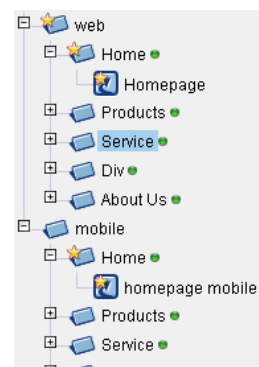 web
Home
Homepage
Products
Service
Div
About Us
mobile
Home
homepage mobile
Products
Service